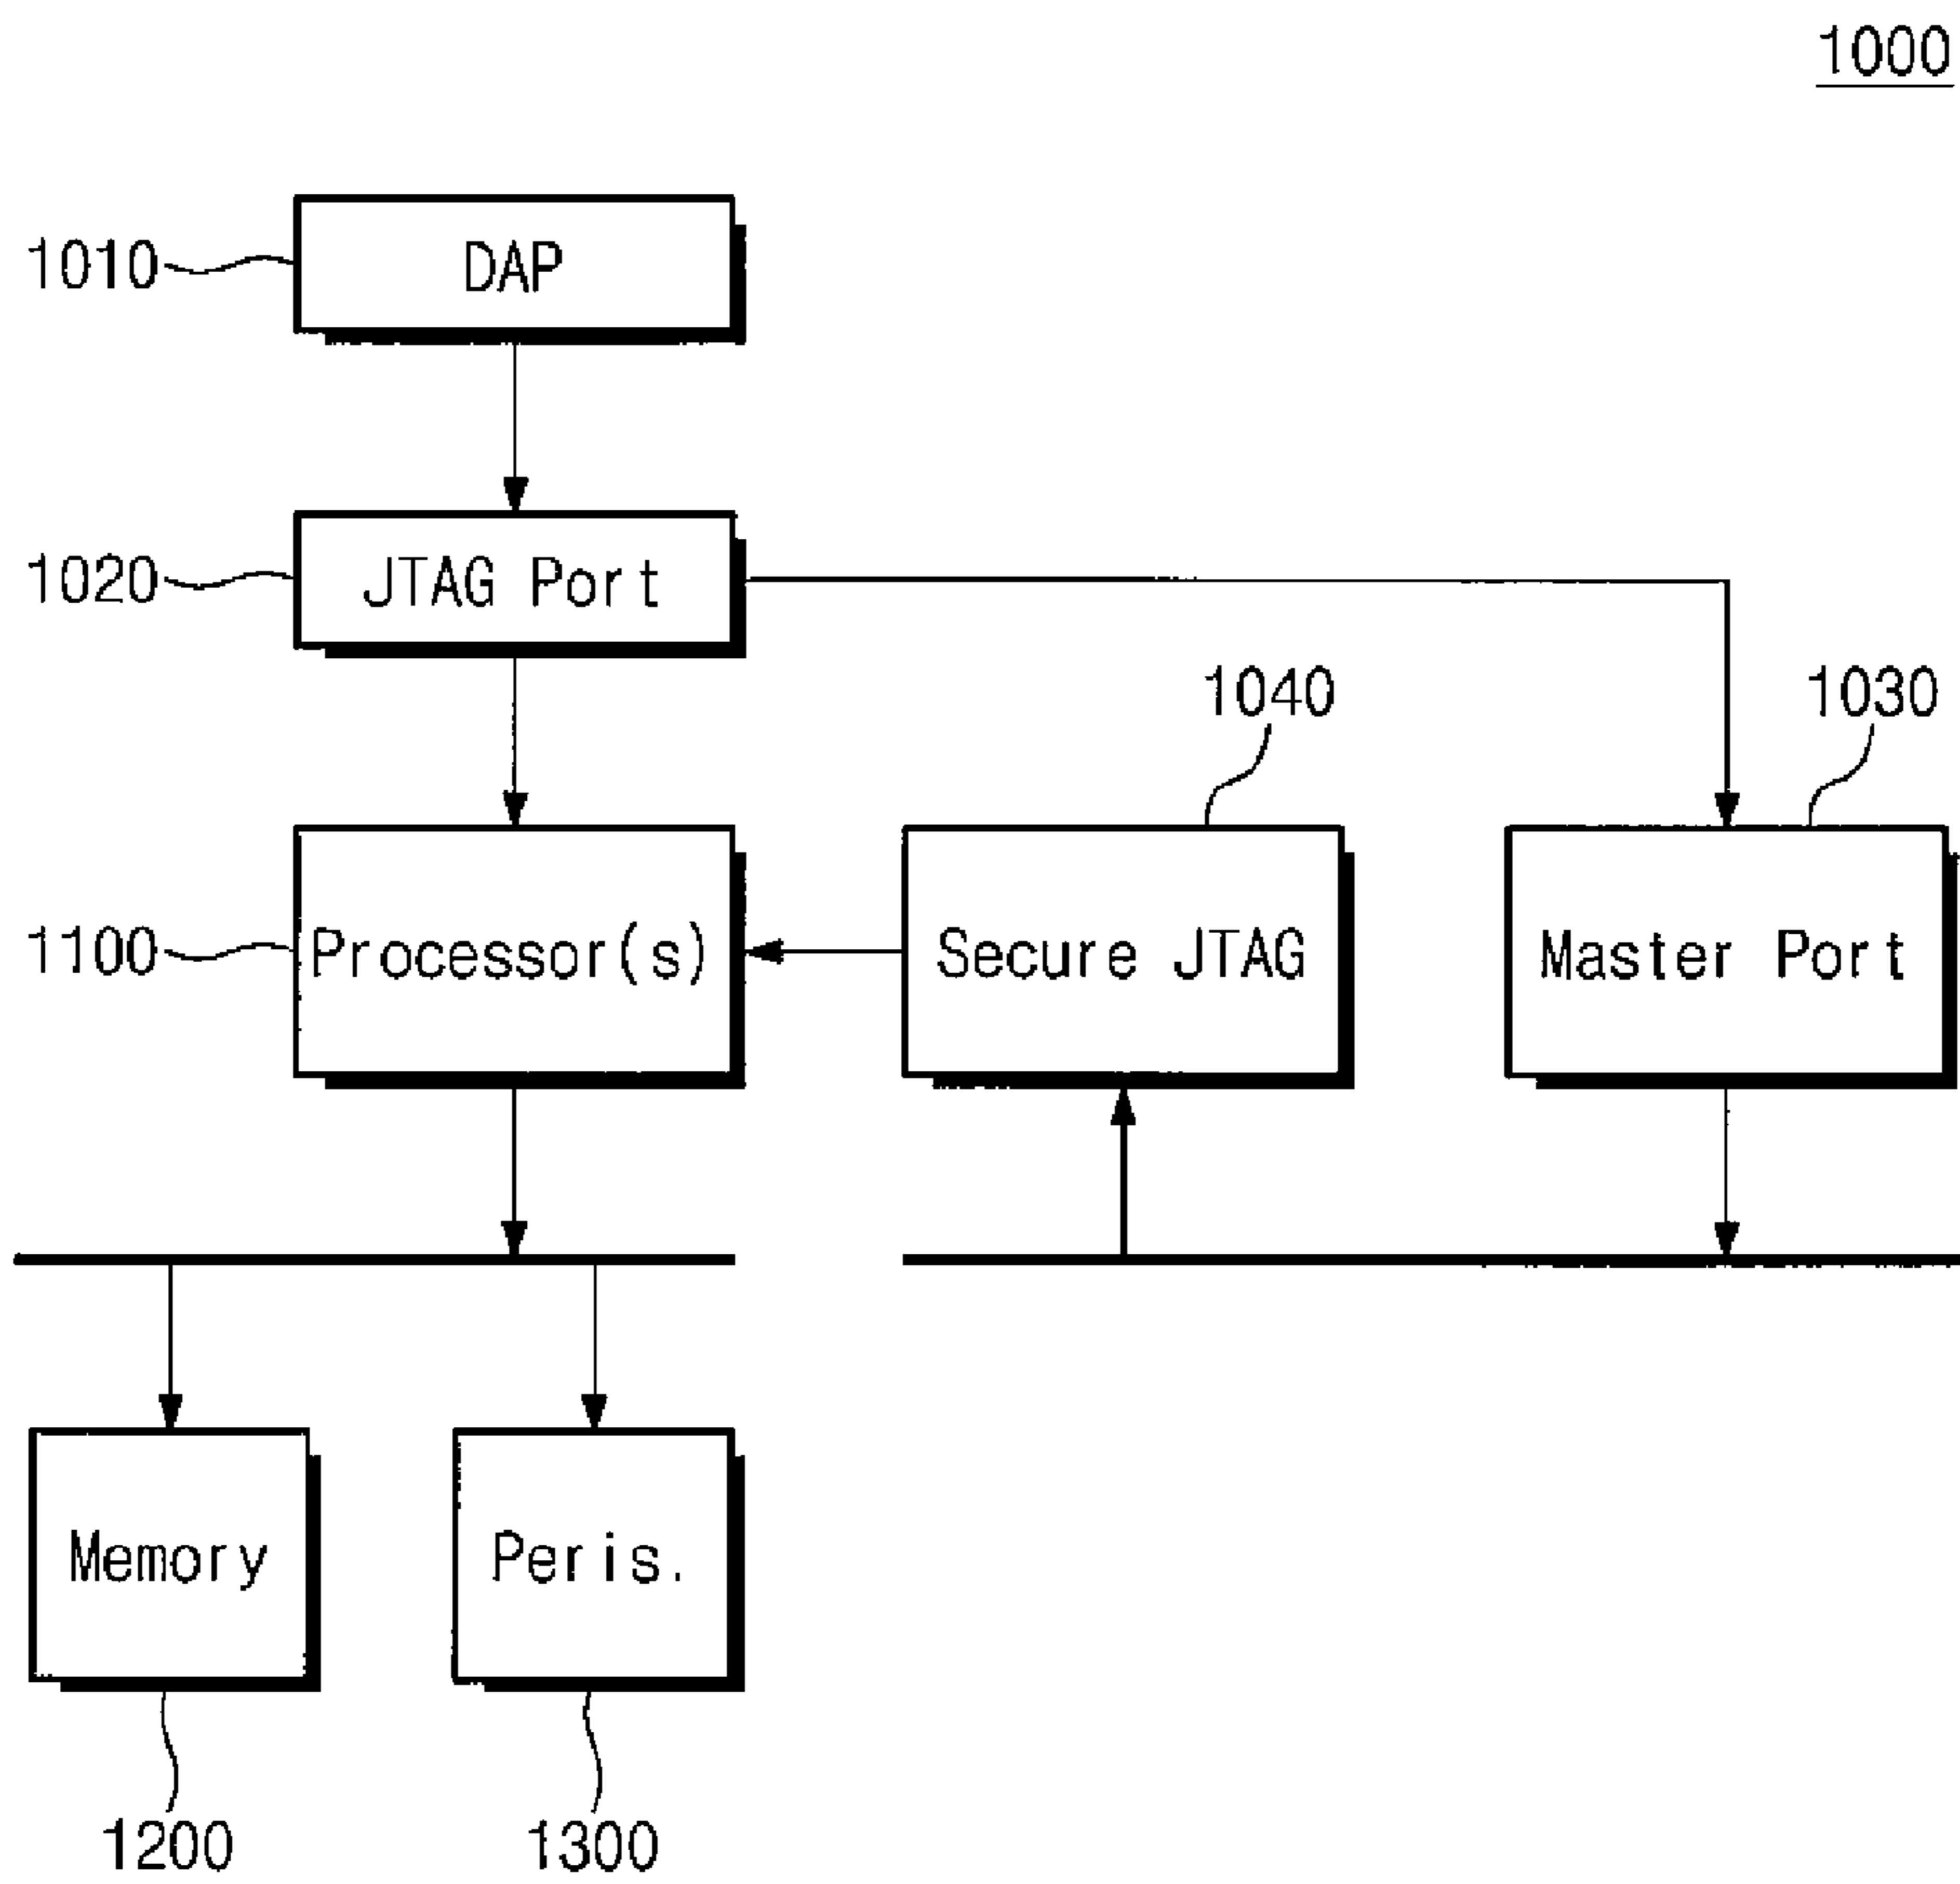 1000
1010 DAP
1020 JTAG Port
1040
1030
1100 Processor(s)
Secure JTAG
Master Port
Memory
Peris.
1200
1300